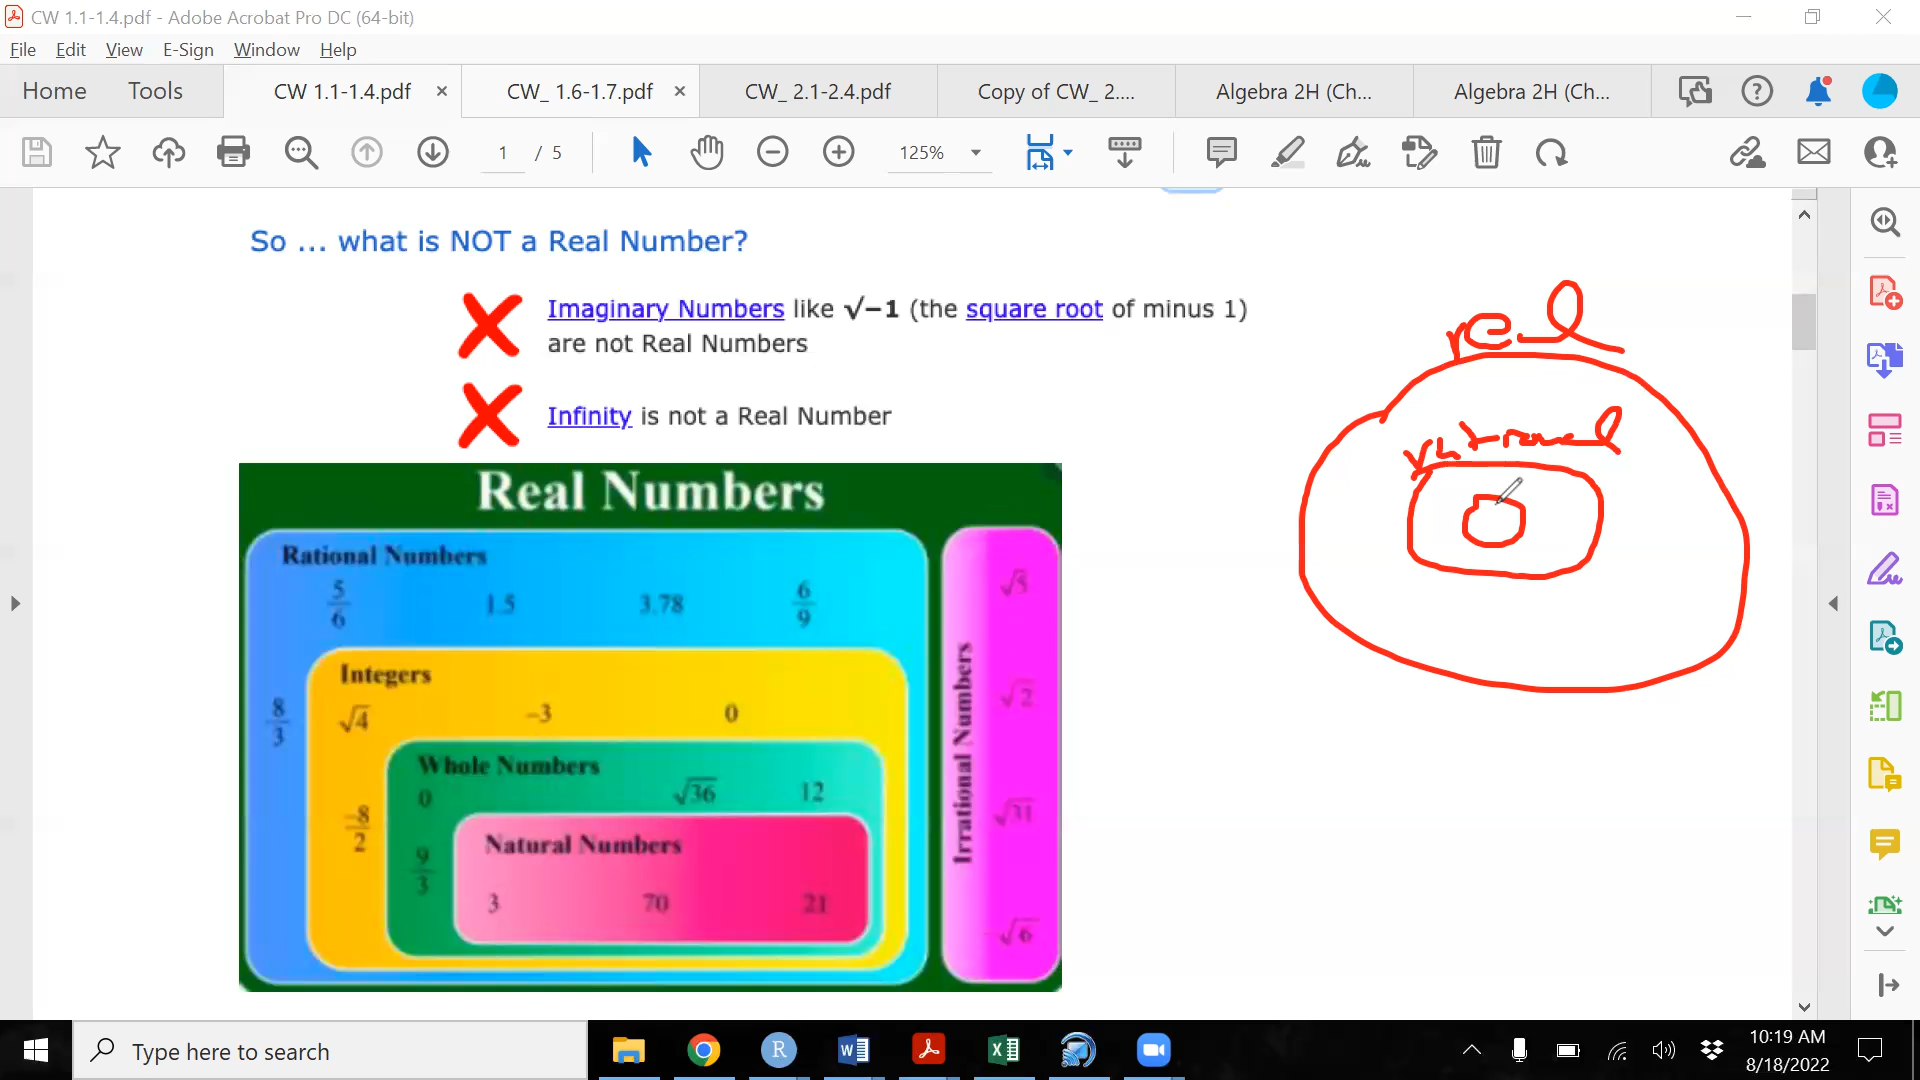 CW 1.1-1.4.pdf - Adobe Acrobat Pro DC (64-bit)
File Edit View E-Sign Window Help
Home Tools CW 1.1-1.4.pdf × CW_ 1.6-1.7.pdf × CW_ 2.1-2.4.pdf Copy of CW_ 2.... Algebra 2H (Ch... Algebra 2H (Ch...
1 / 5 125%
So ... what is NOT a Real Number?
Imaginary Numbers like √−1 (the square root of minus 1)
are not Real Numbers
Infinity is not a Real Number
real
Real Numbers
Rational Numbers
5/6 1.5 3.78 6/9
Integers
8/3 √4 −3 0
Whole Numbers
0 √36 12
−8/2 9/3
Natural Numbers
3 70 21
Irrational Numbers
√5
√2
√31
√6
Type here to search
10:19 AM
8/18/2022